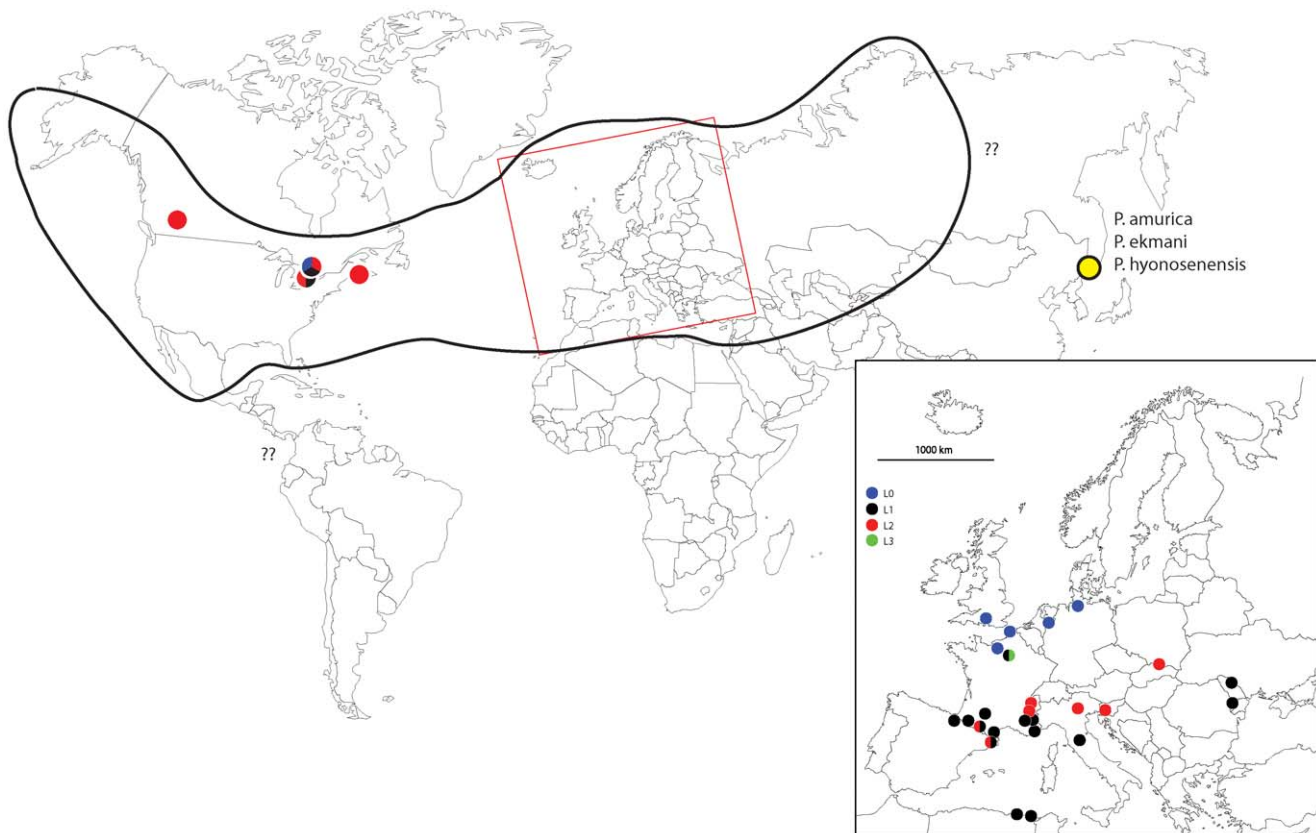 ??
P. amurica
P. ekmani
P. hyonosenensis
??
1000 km
L0
L1
L2
L3